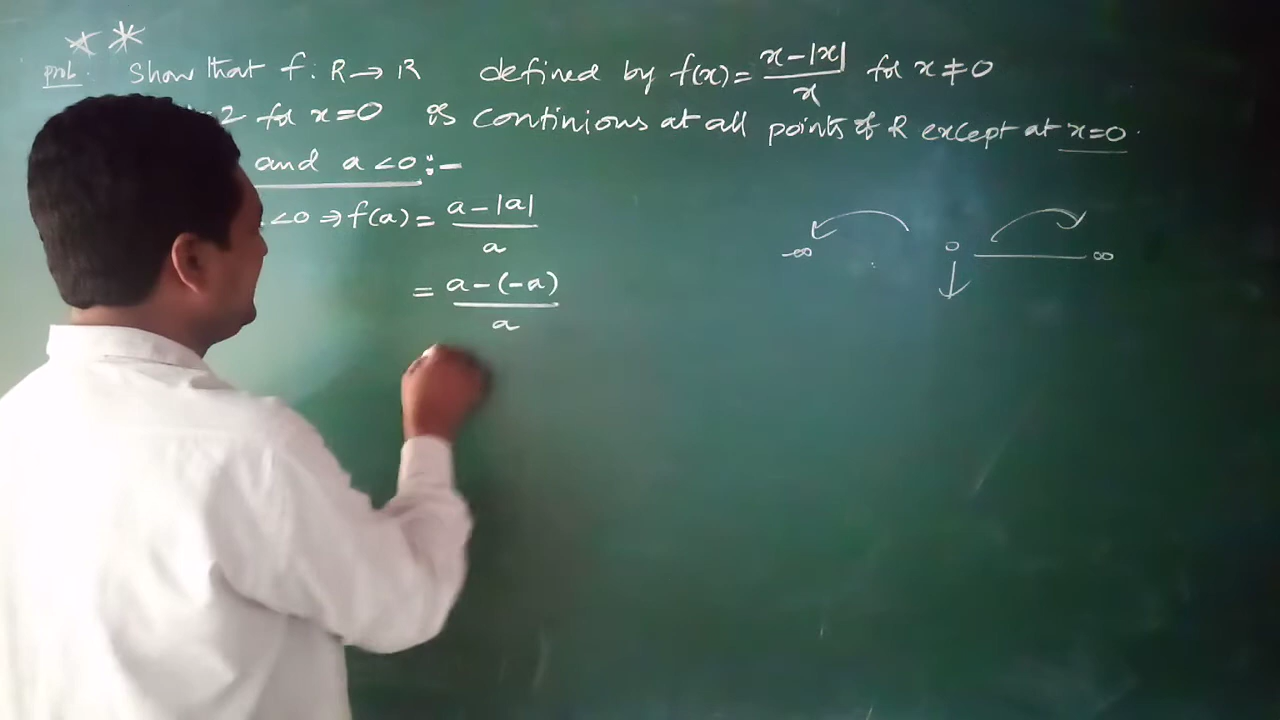 prob. Show that f: R→R defined by f(x)= x-|x| / x for x≠0
2 for x=0 is continious at all points of R except at x=0.
and a<0:-
<0 ⇒ f(a)= a-|a| / a
= a-(-a) / a
-∞ 0 ∞